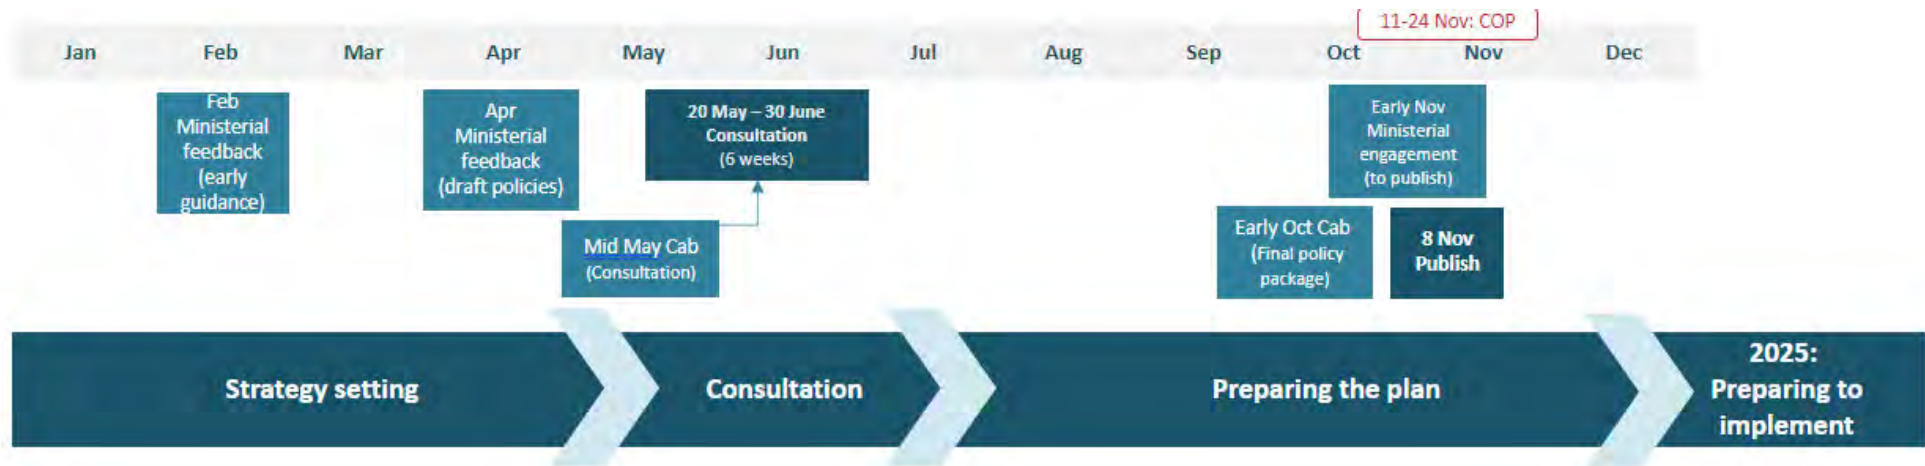 11-24 Nov: COP
Jan Feb Mar Apr May Jun Jul Aug Sep Oct Nov Dec
Feb
Ministerial
feedback
(early
guidance)
Apr
Ministerial
feedback
(draft policies)
20 May – 30 June
Consultation
(6 weeks)
Mid May Cab
(Consultation)
Early Nov
Ministerial
engagement
(to publish)
Early Oct Cab
(Final policy
package)
8 Nov
Publish
Strategy setting
Consultation
Preparing the plan
2025:
Preparing to
implement